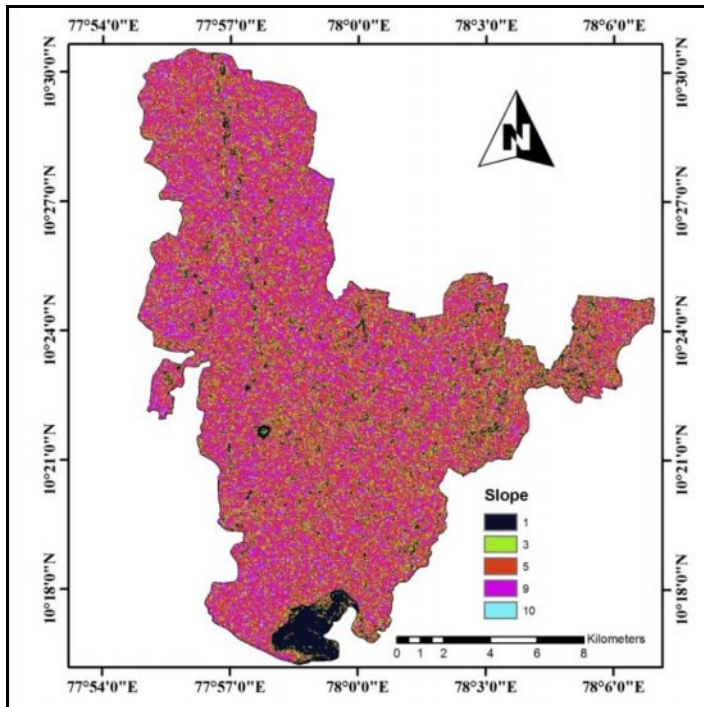 77°54'0"E 77°57'0"E 78°0'0"E 78°3'0"E 78°6'0"E
10°30'0"N 10°30'0"N
N
10°27'0"N 10°27'0"N
10°24'0"N 10°24'0"N
10°21'0"N 10°21'0"N
Slope
1
3
5
9
10
10°18'0"N 10°18'0"N
Kilometers
0 1 2 4 6 8
77°54'0"E 77°57'0"E 78°0'0"E 78°3'0"E 78°6'0"E